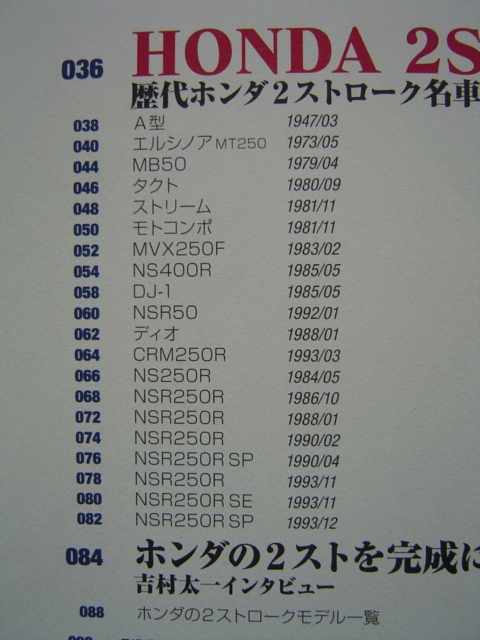 036 HONDA 2S
歴代ホンダ2ストローク名車
038 A型 1947/03
040 エルシノアMT250 1973/05
044 MB50 1979/04
046 タクト 1980/09
048 ストリーム 1981/11
050 モトコンポ 1981/11
052 MVX250F 1983/02
054 NS400R 1985/05
058 DJ-1 1985/05
060 NSR50 1992/01
062 ディオ 1988/01
064 CRM250R 1993/03
066 NS250R 1984/05
068 NSR250R 1986/10
072 NSR250R 1988/01
074 NSR250R 1990/02
076 NSR250R SP 1990/04
078 NSR250R 1993/11
080 NSR250R SE 1993/11
082 NSR250R SP 1993/12
084 ホンダの2ストを完成に
吉村太一インタビュー
088 ホンダの2ストロークモデル一覧